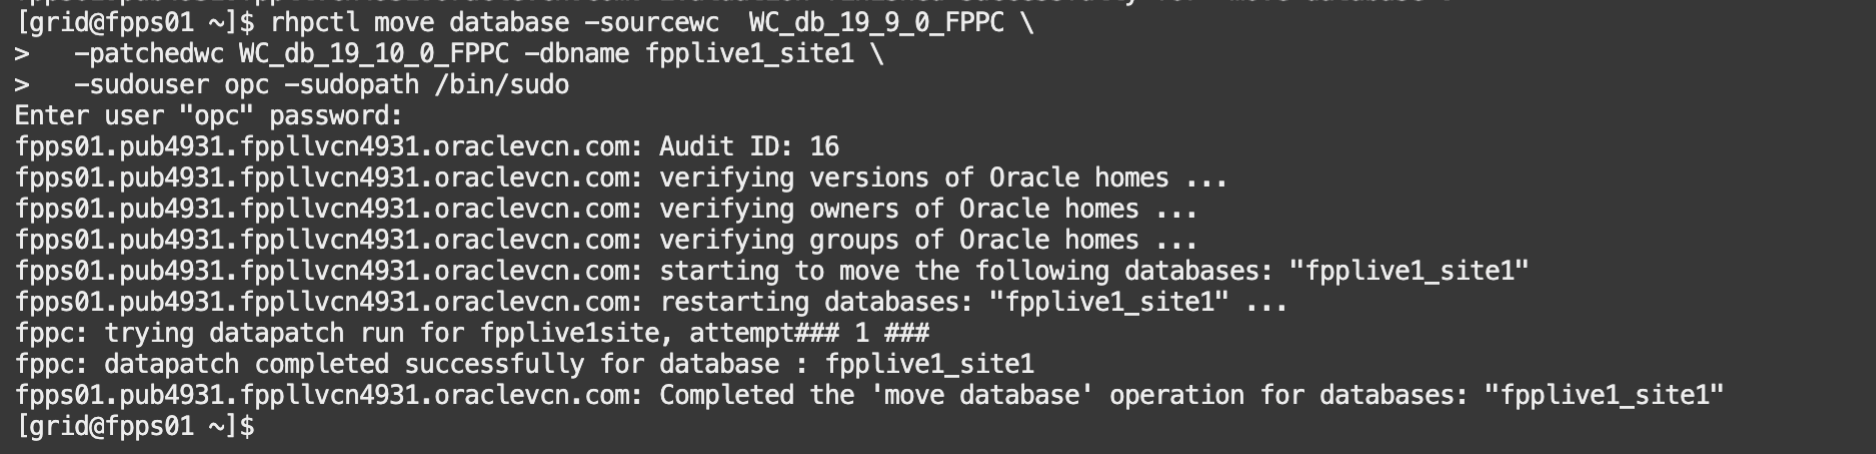 [grid@fpps01 ~]$ rhpctl move database -sourcewc  WC_db_19_9_0_FPPC \
>   -patchedwc WC_db_19_10_0_FPPC -dbname fpplive1_site1 \
>   -sudouser opc -sudopath /bin/sudo
Enter user "opc" password:
fpps01.pub4931.fppllvcn4931.oraclevcn.com: Audit ID: 16
fpps01.pub4931.fppllvcn4931.oraclevcn.com: verifying versions of Oracle homes ...
fpps01.pub4931.fppllvcn4931.oraclevcn.com: verifying owners of Oracle homes ...
fpps01.pub4931.fppllvcn4931.oraclevcn.com: verifying groups of Oracle homes ...
fpps01.pub4931.fppllvcn4931.oraclevcn.com: starting to move the following databases: "fpplive1_site1"
fpps01.pub4931.fppllvcn4931.oraclevcn.com: restarting databases: "fpplive1_site1" ...
fppc: trying datapatch run for fpplive1site, attempt### 1 ###
fppc: datapatch completed successfully for database : fpplive1_site1
fpps01.pub4931.fppllvcn4931.oraclevcn.com: Completed the 'move database' operation for databases: "fpplive1_site1"
[grid@fpps01 ~]$